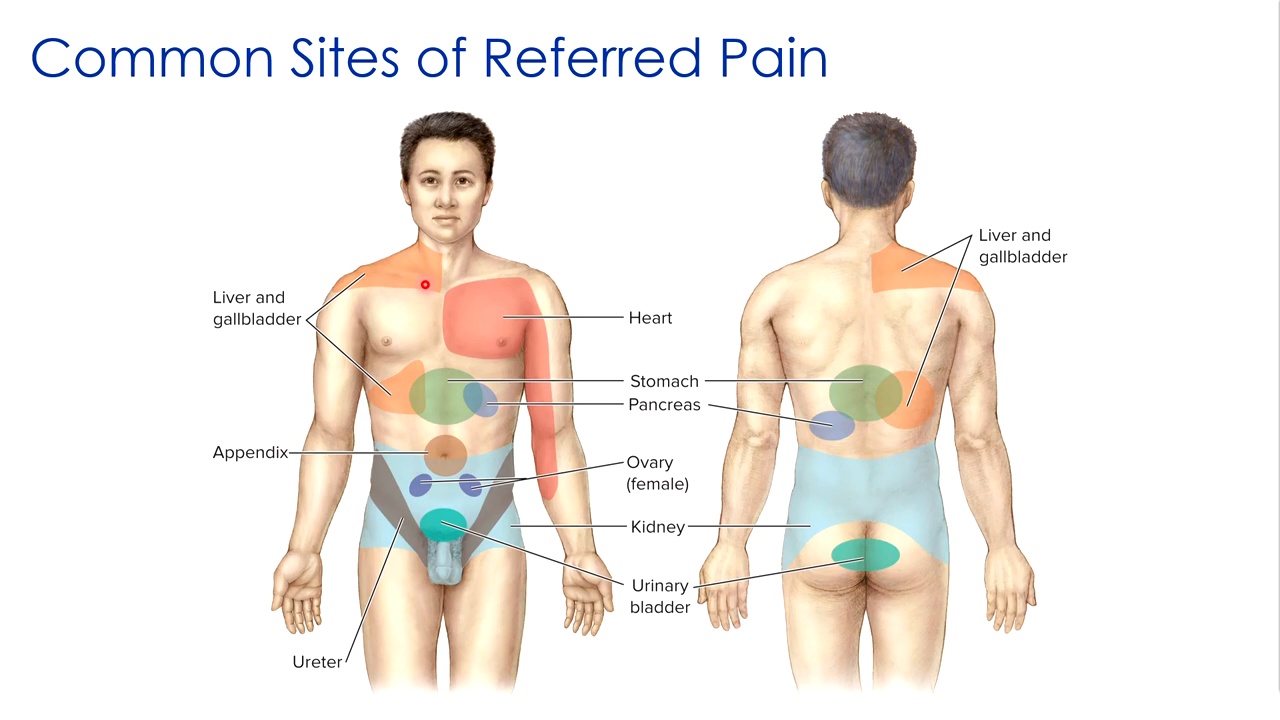 Common Sites of Referred Pain
Liver and
gallbladder
Appendix
Ureter
Heart
Stomach
Pancreas
Ovary
(female)
Kidney
Urinary
bladder
Liver and
gallbladder